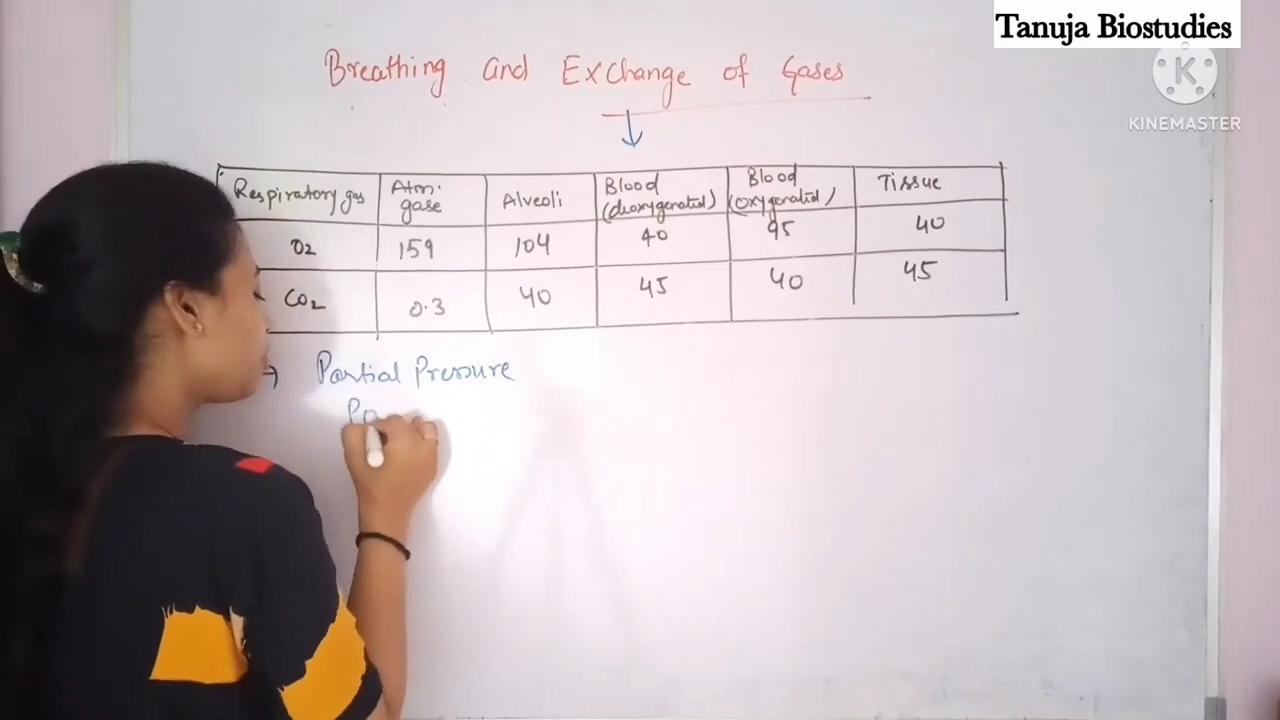 Tanuja Biostudies
KINEMASTER
Breathing and Exchange of Gases
Respiratory gas Atm. gase Alveoli Blood (deoxygenated) Blood (oxygenated) Tissue
O2 159 104 40 95 40
CO2 0.3 40 45 40 45
→ Partial Pressure